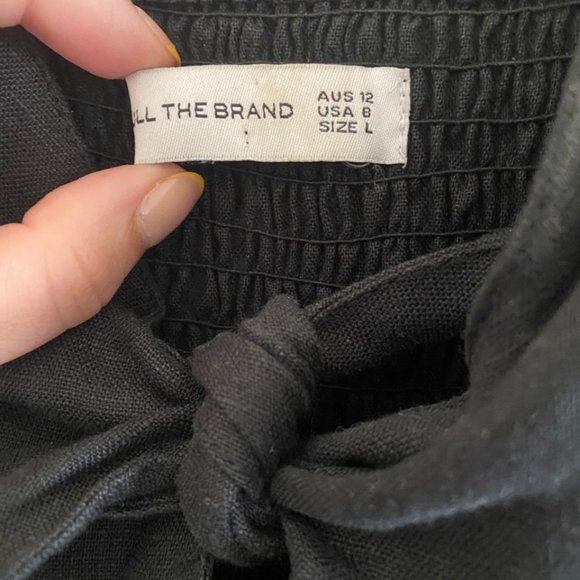 THE BRAND
AUS 12
USA 8
SIZE L